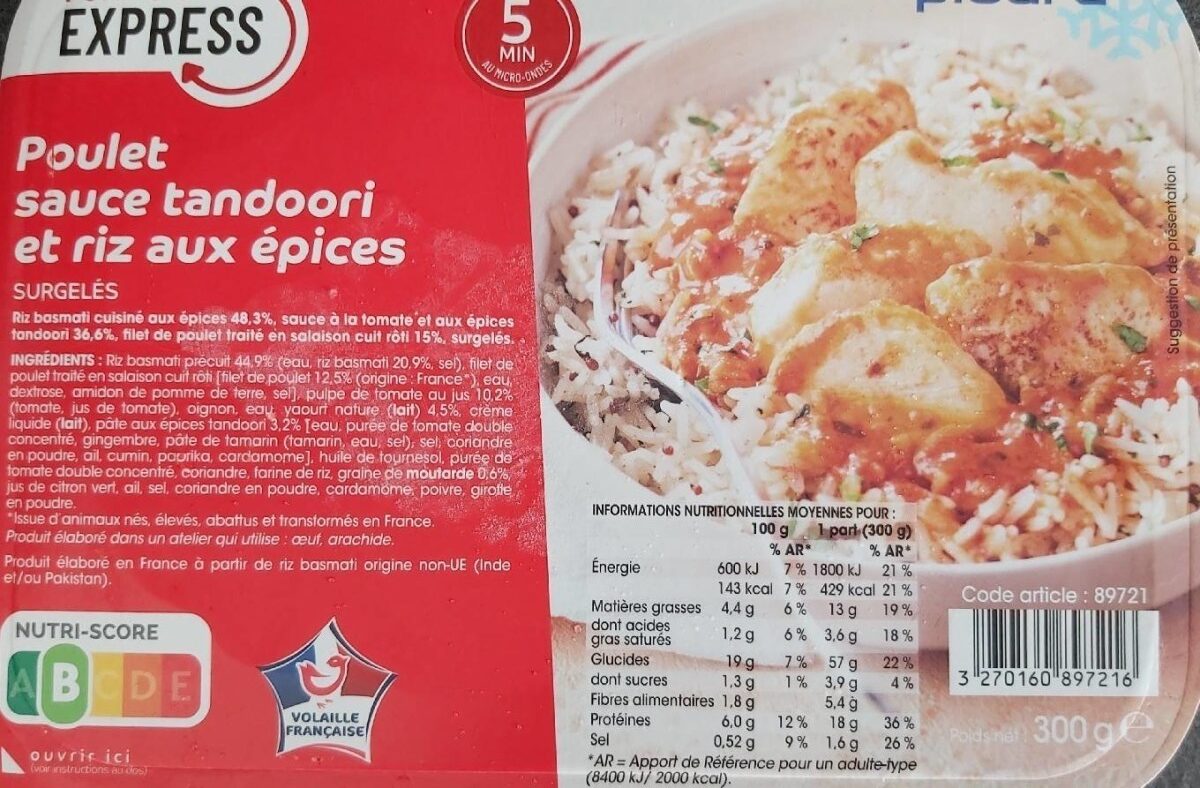 EXPRESS
5
MIN
AU MICRO-ONDES
Poulet
sauce tandoori
et riz aux épices
SURGELÉS
Riz basmati cuisiné aux épices 48,3%, sauce à la tomate et aux épices
tandoori 36,6%, filet de poulet traité en salaison cuit rôti 15%, surgelés.
INGRÉDIENTS : Riz basmati précuit 44,9% (eau, riz basmati 20,9%, sel), filet de
poulet traité en salaison cuit rôti [filet de poulet 12,5% (origine : France*), eau,
dextrose, amidon de pomme de terre, sel], pulpe de tomate au jus 10,2%
(tomate, jus de tomate), oignon, eau, yaourt nature (lait) 4,5%, crème
liquide (lait), pâte aux épices tandoori 3,2% [eau, purée de tomate double
concentré, gingembre, pâte de tamarin (tamarin, eau, sel), sel, coriandre
en poudre, ail, cumin, paprika, cardamome], huile de tournesol, purée de
tomate double concentré, coriandre, farine de riz, graine de moutarde 0,6%,
jus de citron vert, ail, sel, coriandre en poudre, cardamome, poivre, girofle
en poudre.
*Issue d'animaux nés, élevés, abattus et transformés en France.
Produit élaboré dans un atelier qui utilise : œuf, arachide.
Produit élaboré en France à partir de riz basmati origine non-UE (Inde
et/ou Pakistan).
NUTRI-SCORE
A B C D E
VOLAILLE
FRANÇAISE
ouvrir ici
(voir instructions au dos)
Suggestion de présentation
INFORMATIONS NUTRITIONNELLES MOYENNES POUR :
100 g 1 part (300 g)
% AR* % AR*
Énergie 600 kJ 7 % 1800 kJ 21 %
143 kcal 7 % 429 kcal 21 %
Matières grasses 4,4 g 6 % 13 g 19 %
dont acides
gras saturés 1,2 g 6 % 3,6 g 18 %
Glucides 19 g 7 % 57 g 22 %
dont sucres 1,3 g 1 % 3,9 g 4 %
Fibres alimentaires 1,8 g 5,4 g
Protéines 6,0 g 12 % 18 g 36 %
Sel 0,52 g 9 % 1,6 g 26 %
*AR = Apport de Référence pour un adulte-type
(8400 kJ/ 2000 kcal).
Code article : 89721
3 270160 897216
Poids net : 300 g e